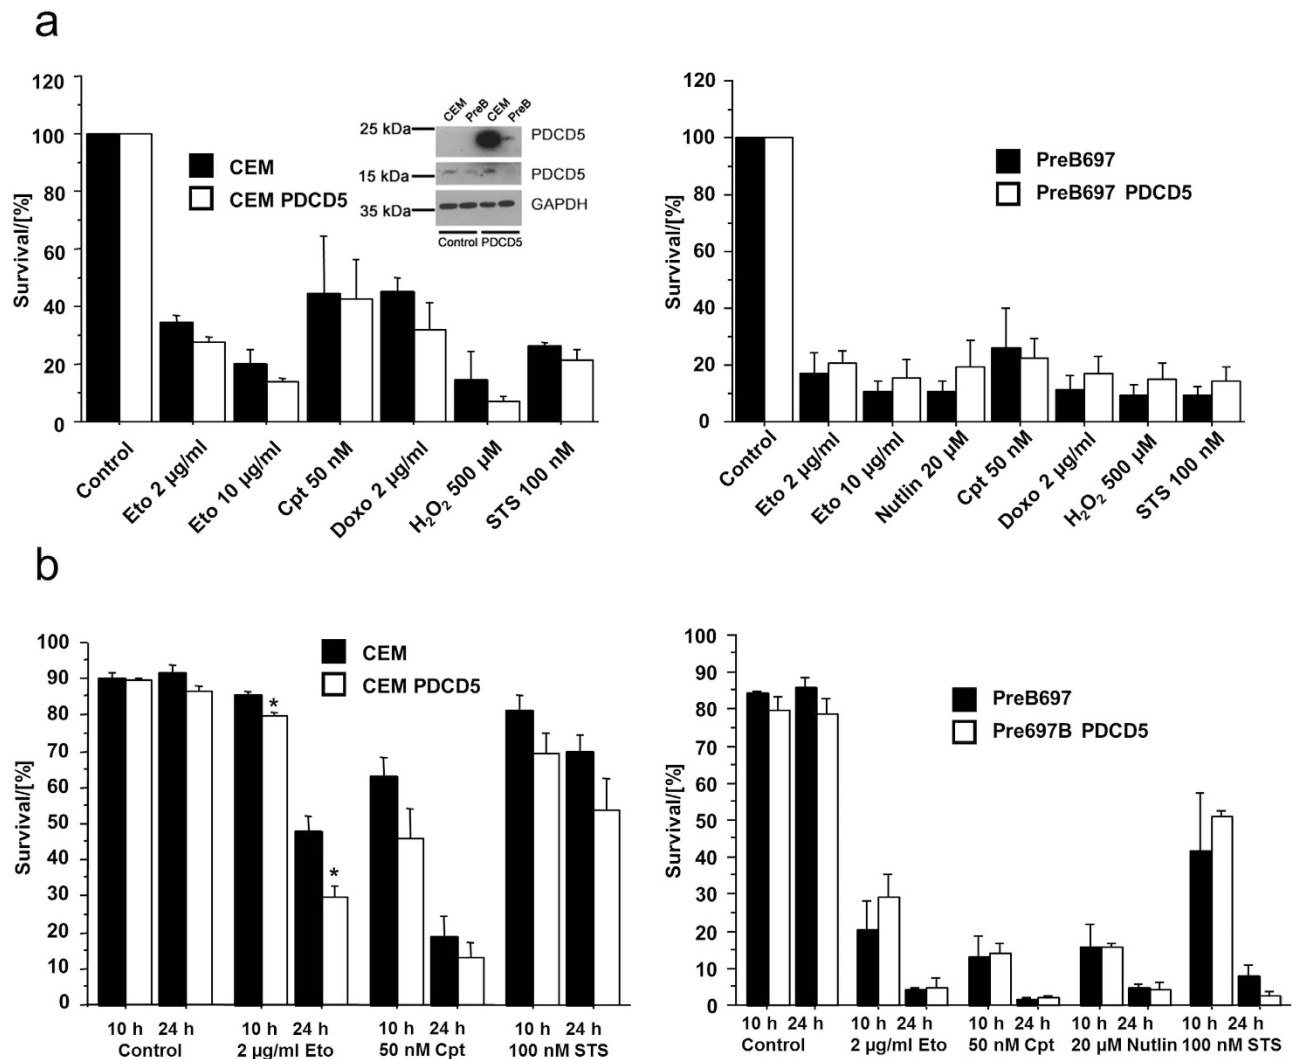 a
120
100
80
60
40
20
0
Survival/[%]
CEM
CEM PDCD5
CEM PreB CEM PreB
25 kDa PDCD5
15 kDa PDCD5
35 kDa GAPDH
Control PDCD5
Control
Eto 2 µg/ml
Eto 10 µg/ml
Cpt 50 nM
Doxo 2 µg/ml
H₂O₂ 500 µM
STS 100 nM
120
100
80
60
40
20
0
Survival/[%]
PreB697
PreB697 PDCD5
Control
Eto 2 µg/ml
Eto 10 µg/ml
Nutlin 20 µM
Cpt 50 nM
Doxo 2 µg/ml
H₂O₂ 500 µM
STS 100 nM
b
100
90
80
70
60
50
40
30
20
10
0
Survival/[%]
CEM
CEM PDCD5
*
*
10 h 24 h 10 h 24 h 10 h 24 h 10 h 24 h
Control 2 µg/ml Eto 50 nM Cpt 100 nM STS
100
90
80
70
60
50
40
30
20
10
0
Survival/[%]
PreB697
Pre697B PDCD5
10 h 24 h 10 h 24 h 10 h 24 h 10 h 24 h 10 h 24 h
Control 2 µg/ml Eto 50 nM Cpt 20 µM Nutlin 100 nM STS